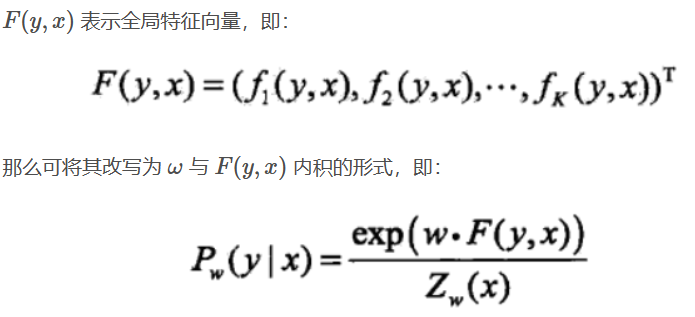 F(y,x) 表示全局特征向量，即：
F(y,x)=(f₁(y,x),f₂(y,x),⋯,f_K(y,x))ᵀ
那么可将其改写为 ω 与 F(y,x) 内积的形式，即：
P_w(y|x)=exp(w•F(y,x))/Z_w(x)